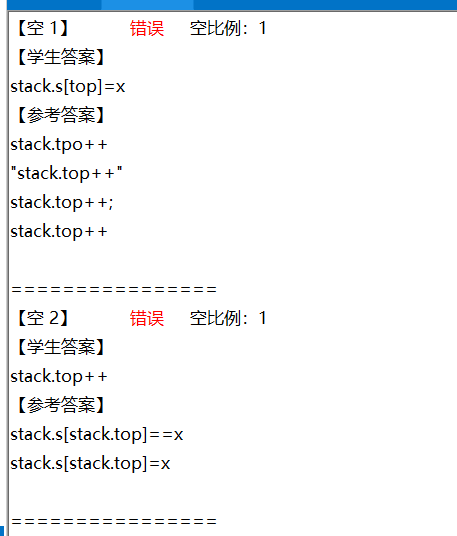 【空 1】 错误 空比例：1
【学生答案】
stack.s[top]=x
【参考答案】
stack.tpo++
"stack.top++"
stack.top++;
stack.top++
================
【空 2】 错误 空比例：1
【学生答案】
stack.top++
【参考答案】
stack.s[stack.top]==x
stack.s[stack.top]=x
================